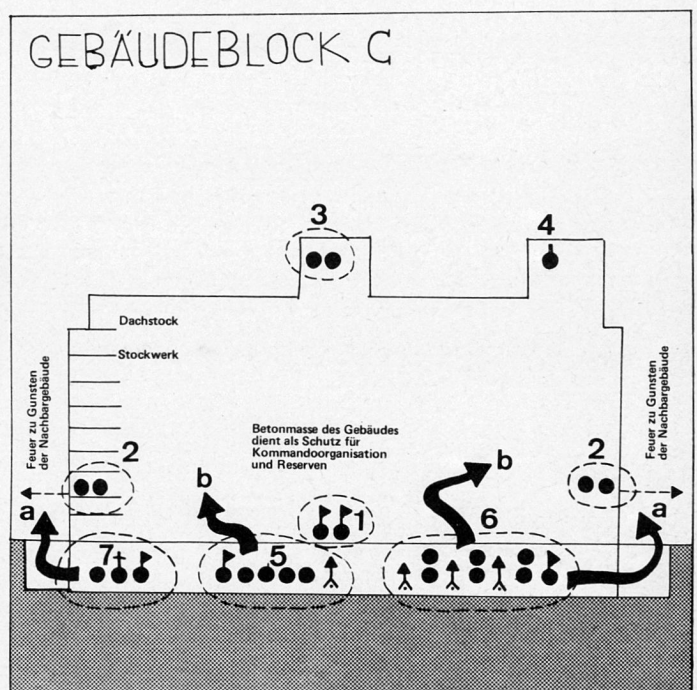 GEBÄUDEBLOCK C
3
4
Dachstock
Stockwerk
Feuer zu Gunsten
der Nachbargebäude
Feuer zu Gunsten
der Nachbargebäude
Betonmasse des Gebäudes
dient als Schutz für
Kommandoorganisation
und Reserven
2
2
b
b
a
a
1
7
5
6